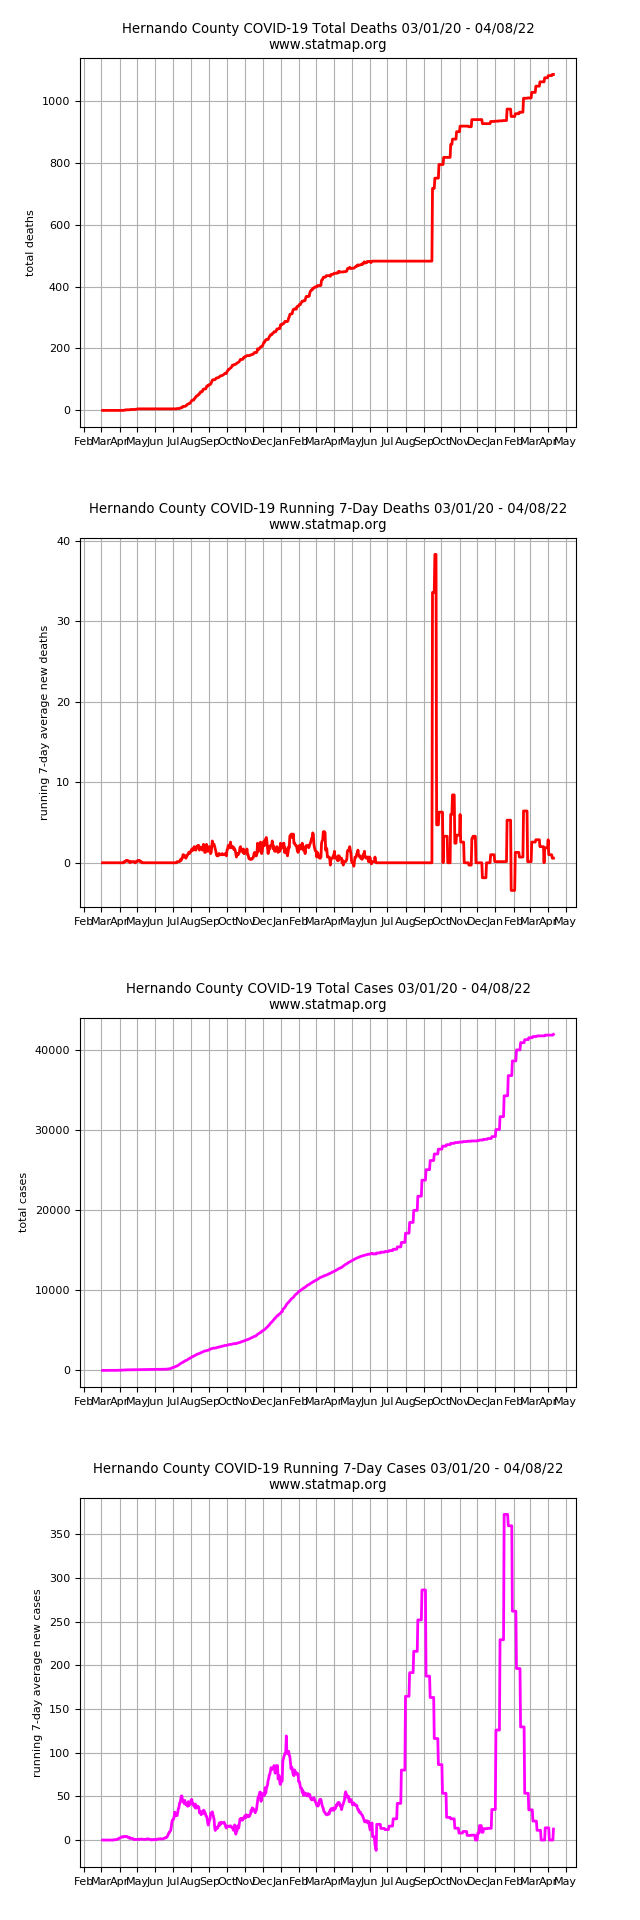 Hernando County COVID-19 Total Deaths 03/01/20 - 04/08/22
www.statmap.org
1000
800
600
400
200
0
total deaths
Feb Mar Apr May Jun Jul Aug Sep Oct Nov Dec Jan Feb Mar Apr May Jun Jul Aug Sep Oct Nov Dec Jan Feb Mar Apr May
Hernando County COVID-19 Running 7-Day Deaths 03/01/20 - 04/08/22
www.statmap.org
40
30
20
10
0
running 7-day average new deaths
Feb Mar Apr May Jun Jul Aug Sep Oct Nov Dec Jan Feb Mar Apr May Jun Jul Aug Sep Oct Nov Dec Jan Feb Mar Apr May
Hernando County COVID-19 Total Cases 03/01/20 - 04/08/22
www.statmap.org
40000
30000
20000
10000
0
total cases
Feb Mar Apr May Jun Jul Aug Sep Oct Nov Dec Jan Feb Mar Apr May Jun Jul Aug Sep Oct Nov Dec Jan Feb Mar Apr May
Hernando County COVID-19 Running 7-Day Cases 03/01/20 - 04/08/22
www.statmap.org
350
300
250
200
150
100
50
0
running 7-day average new cases
Feb Mar Apr May Jun Jul Aug Sep Oct Nov Dec Jan Feb Mar Apr May Jun Jul Aug Sep Oct Nov Dec Jan Feb Mar Apr May